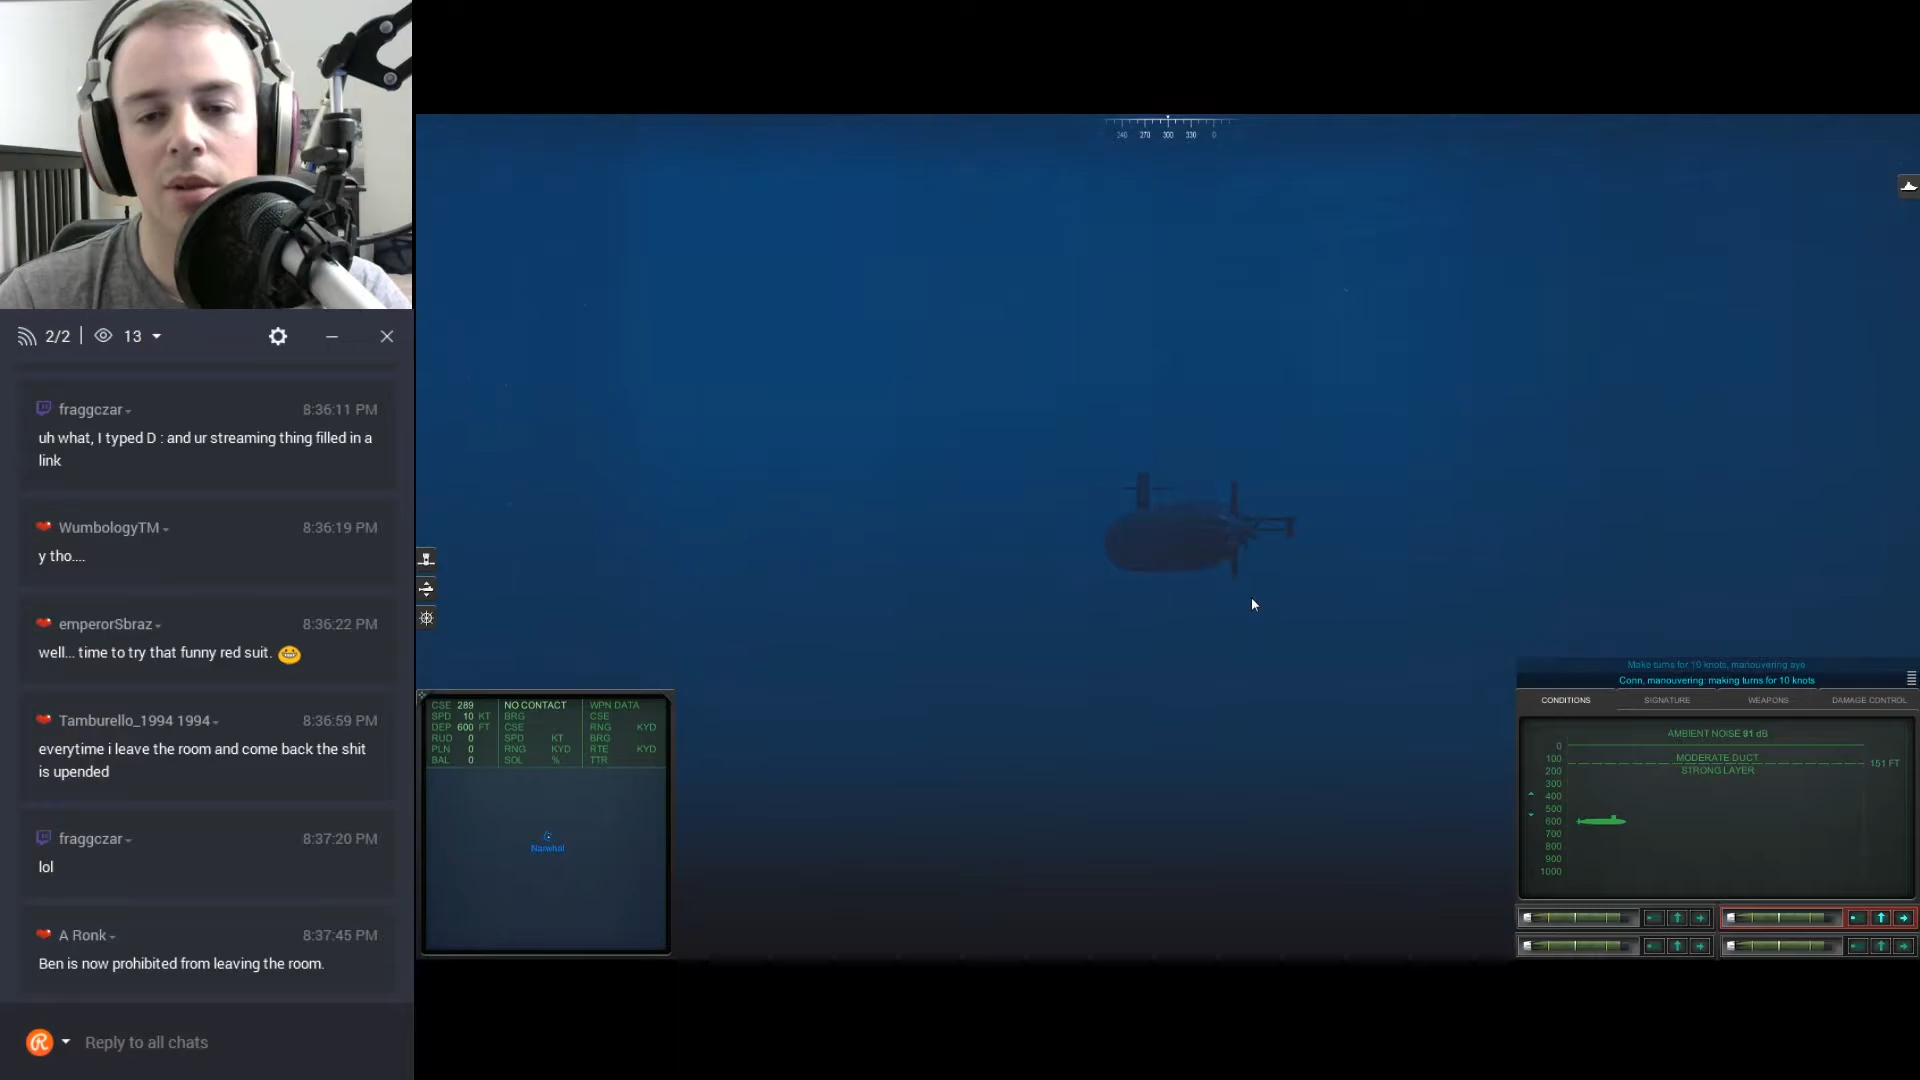 2/2
13
fraggczar
8:36:11 PM
uh what, I typed D : and ur streaming thing filled in a
link
WumbologyTM
8:36:19 PM
y tho....
emperorSbraz
8:36:22 PM
well... time to try that funny red suit.
Tamburello_1994 1994
8:36:59 PM
everytime i leave the room and come back the shit
is upended
fraggczar
8:37:20 PM
lol
A Ronk
8:37:45 PM
Ben is now prohibited from leaving the room.
Reply to all chats
240 270 300 330 0
CSE 289
SPD 10 KT
DEP 600 FT
RUD 0
PLN 0
BAL 0
NO CONTACT
BRG
CSE
SPD KT
RNG KYD
SOL %
WPN DATA
CSE
RNG KYD
BRG
RTE KYD
TTR
Narwhal
Make turns for 10 knots, manouvering aye
Conn, manouvering: making turns for 10 knots
CONDITIONS SIGNATURE WEAPONS DAMAGE CONTROL
AMBIENT NOISE 91 dB
MODERATE DUCT
151 FT
STRONG LAYER
0
100
200
300
400
500
600
700
800
900
1000